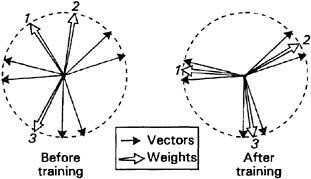 1
2
3
Before
training
Vectors
Weights
1
2
3
After
training